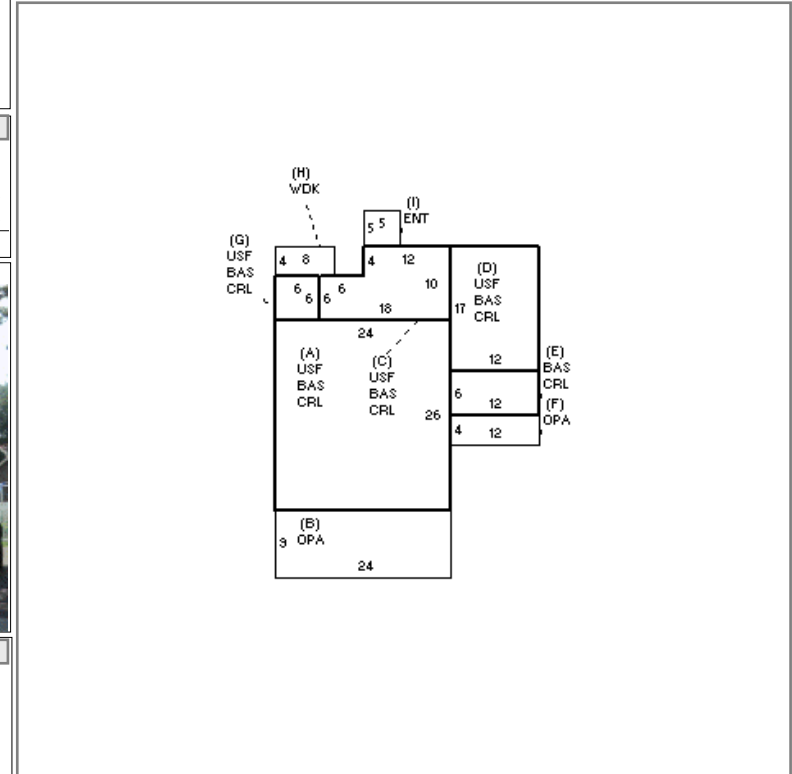 (H)
WDK
(I)
ENT
5 5
(G)
USF
BAS
CRL
4 8
4 12
(D)
USF
BAS
CRL
6
6
6
6
10
18
17
24
(A)
USF
BAS
CRL
(C)
USF
BAS
CRL
12
(E)
BAS
CRL
6
12
(F)
OPA
26
4
12
(B)
OPA
9
24